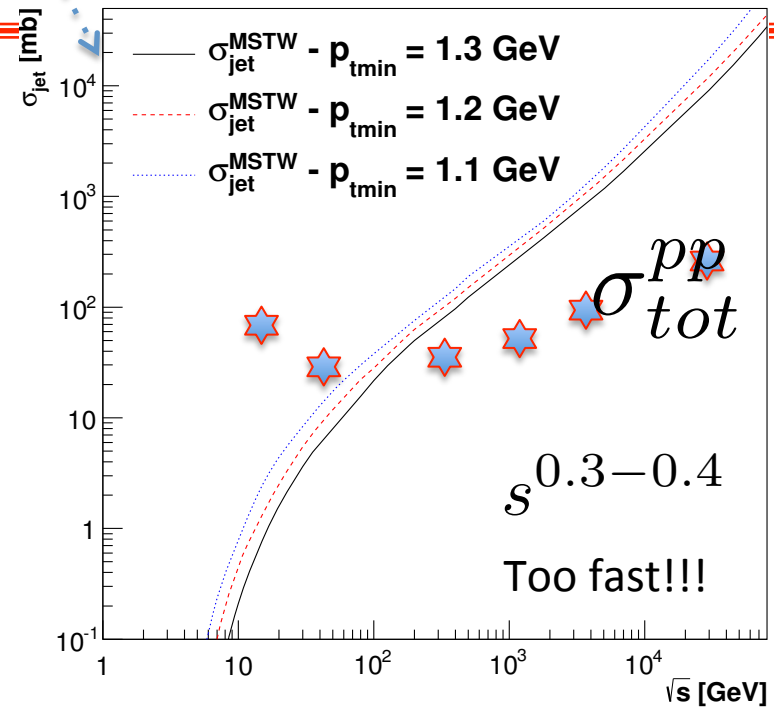 σ_jet [mb]
σ_jet^MSTW - p_tmin = 1.3 GeV
σ_jet^MSTW - p_tmin = 1.2 GeV
σ_jet^MSTW - p_tmin = 1.1 GeV
10^4
10^3
10^2
10
1
10^-1
σ_tot^pp
s^0.3−0.4
Too fast!!!
1 10 10^2 10^3 10^4
√s [GeV]